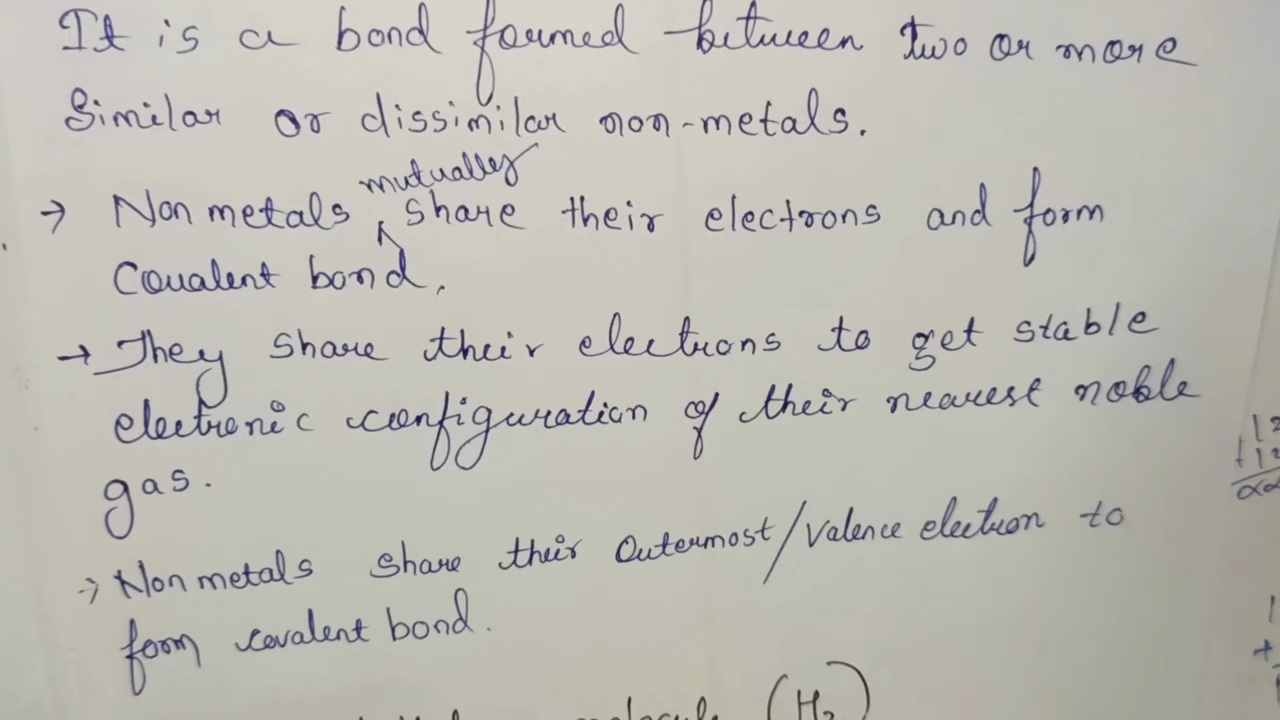 It is a bond formed between two or more
Similar or dissimilar non-metals.
mutually
→ Non metals share their electrons and form
Covalent bond.
→ They share their electrons to get stable
electronic configuration of their nearest noble
gas.
→ Non metals share their Outermost/Valence electron to
form covalent bond.
molecule (H₂)